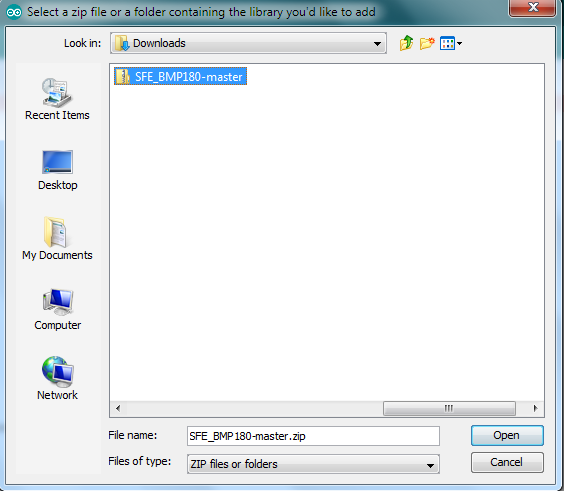 Select a zip file or a folder containing the library you'd like to add
Look in: Downloads
SFE_BMP180-master
Recent Items
Desktop
My Documents
Computer
Network
File name: SFE_BMP180-master.zip Open
Files of type: ZIP files or folders Cancel